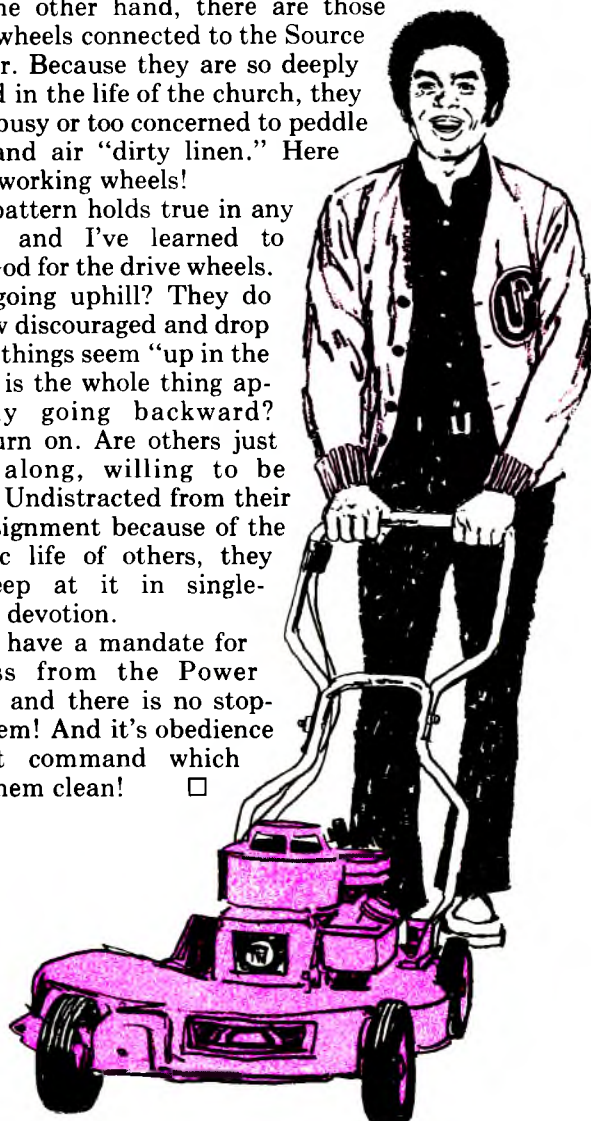 ne other hand, there are those
wheels connected to the Source
r. Because they are so deeply
d in the life of the church, they
busy or too concerned to peddle
and air “dirty linen.” Here
working wheels!
pattern holds true in any
and I've learned to
od for the drive wheels.
going uphill? They do
w discouraged and drop
things seem “up in the
is the whole thing ap-
y going backward?
urn on. Are others just
along, willing to be
Undistracted from their
signment because of the
c life of others, they
eep at it in single-
devotion.
have a mandate for
ss from the Power
and there is no stop-
em! And it's obedience
t command which
hem clean! □